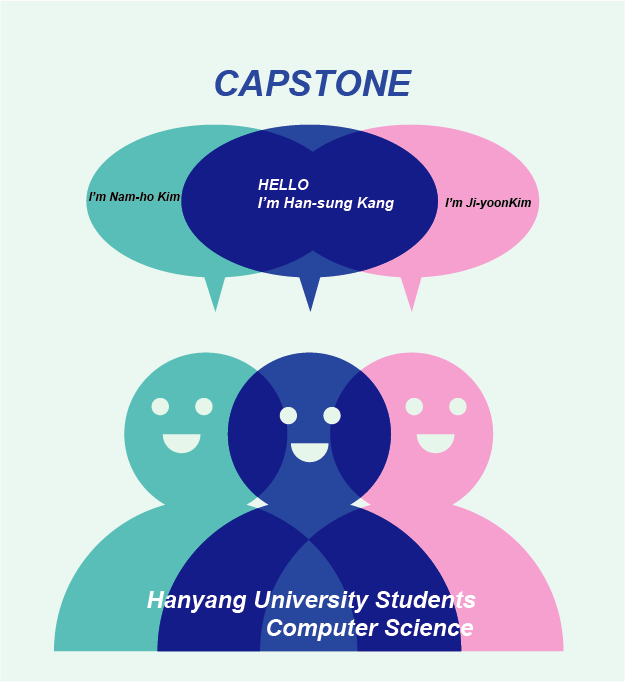 CAPSTONE
I'm Nam-ho Kim
HELLO
I'm Han-sung Kang
I'm Ji-yoonKim
Hanyang University Students
Computer Science